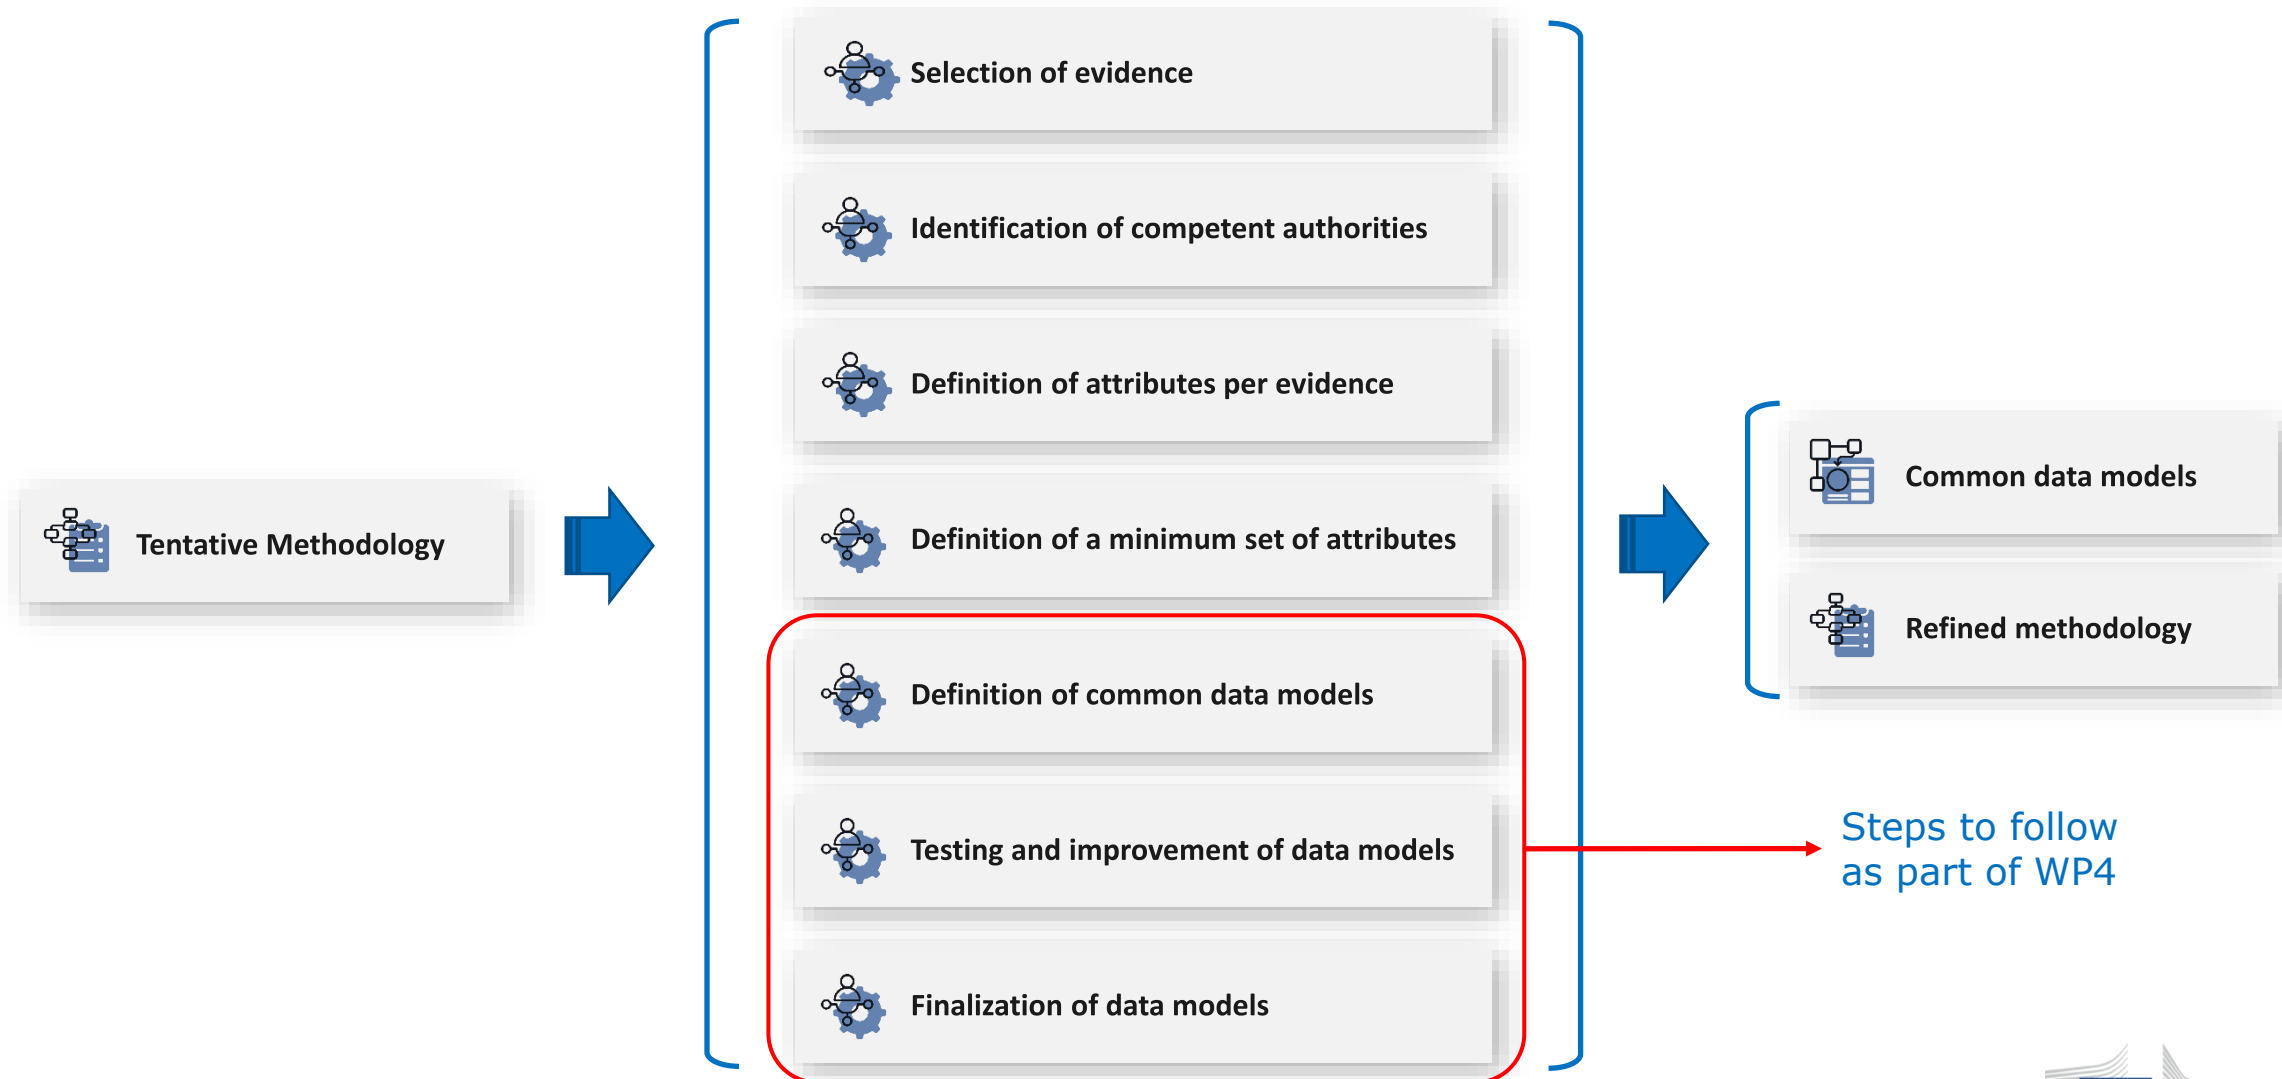 Tentative Methodology
Selection of evidence
Identification of competent authorities
Definition of attributes per evidence
Definition of a minimum set of attributes
Definition of common data models
Testing and improvement of data models
Finalization of data models
Common data models
Refined methodology
Steps to follow
as part of WP4